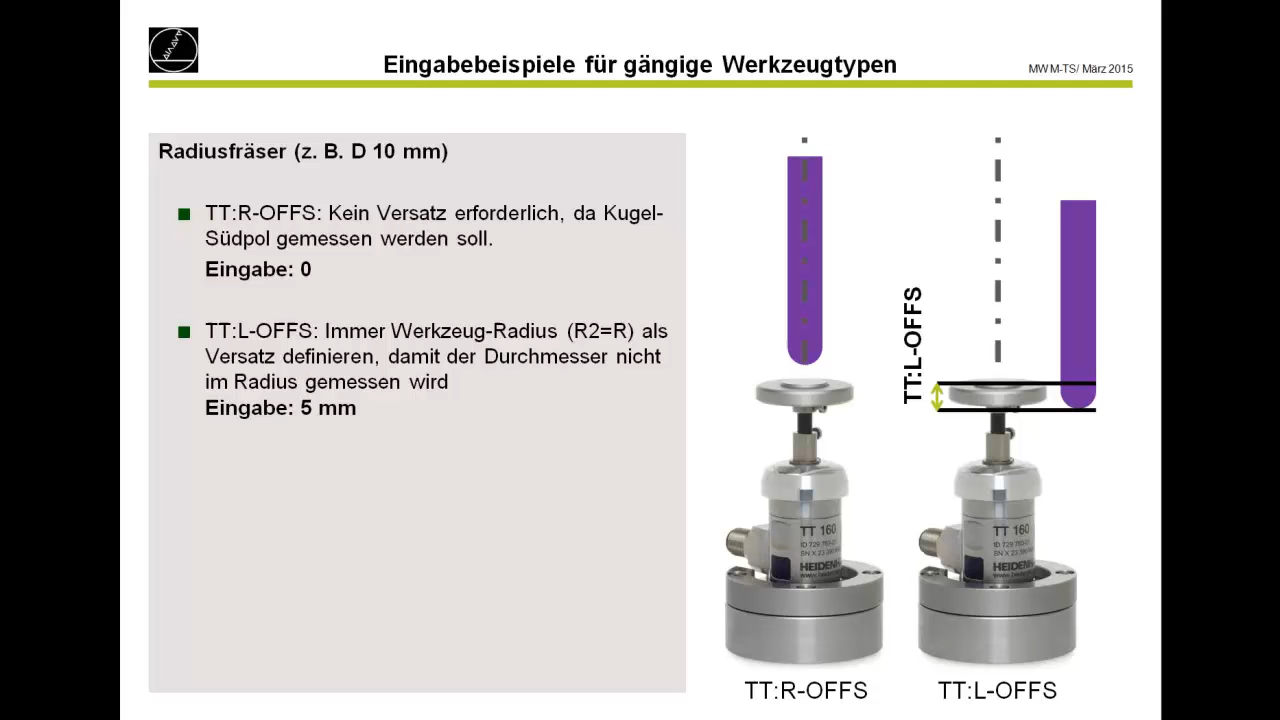 Eingabebeispiele für gängige Werkzeugtypen
MWM-TS/ März 2015
Radiusfräser (z. B. D 10 mm)
TT:R-OFFS: Kein Versatz erforderlich, da Kugel-
Südpol gemessen werden soll.
Eingabe: 0
TT:L-OFFS: Immer Werkzeug-Radius (R2=R) als
Versatz definieren, damit der Durchmesser nicht
im Radius gemessen wird
Eingabe: 5 mm
TT:L-OFFS
TT 160
TT 160
TT:R-OFFS
TT:L-OFFS